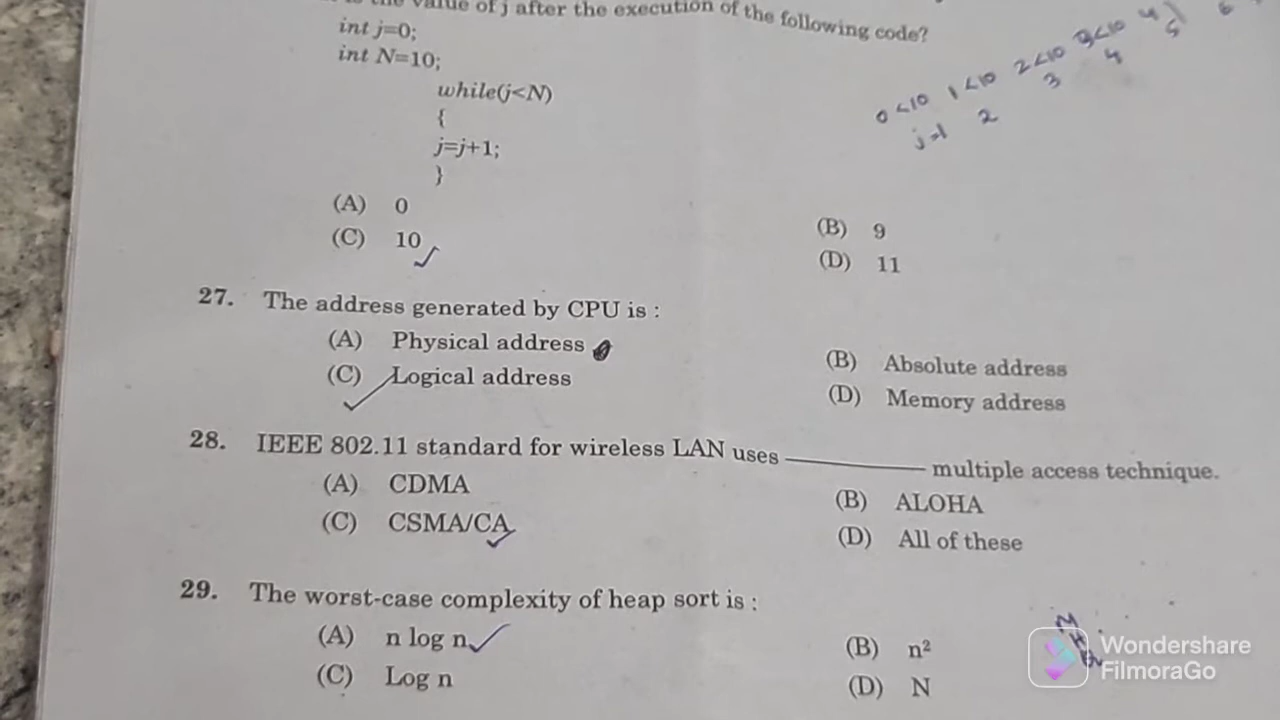 the value of j after the execution of the following code?
int j=0;
int N=10;
while(j<N)
{
j=j+1;
}
(A) 0
(B) 9
(C) 10
(D) 11
0<10 1<10 2<10 3<10 4
j=1 2 3 4 5 6
27. The address generated by CPU is :
(A) Physical address
(B) Absolute address
(C) Logical address
(D) Memory address
28. IEEE 802.11 standard for wireless LAN uses ________ multiple access technique.
(A) CDMA
(B) ALOHA
(C) CSMA/CA
(D) All of these
29. The worst-case complexity of heap sort is :
(A) n log n
(B) n²
(C) Log n
(D) N
Wondershare
FilmoraGo